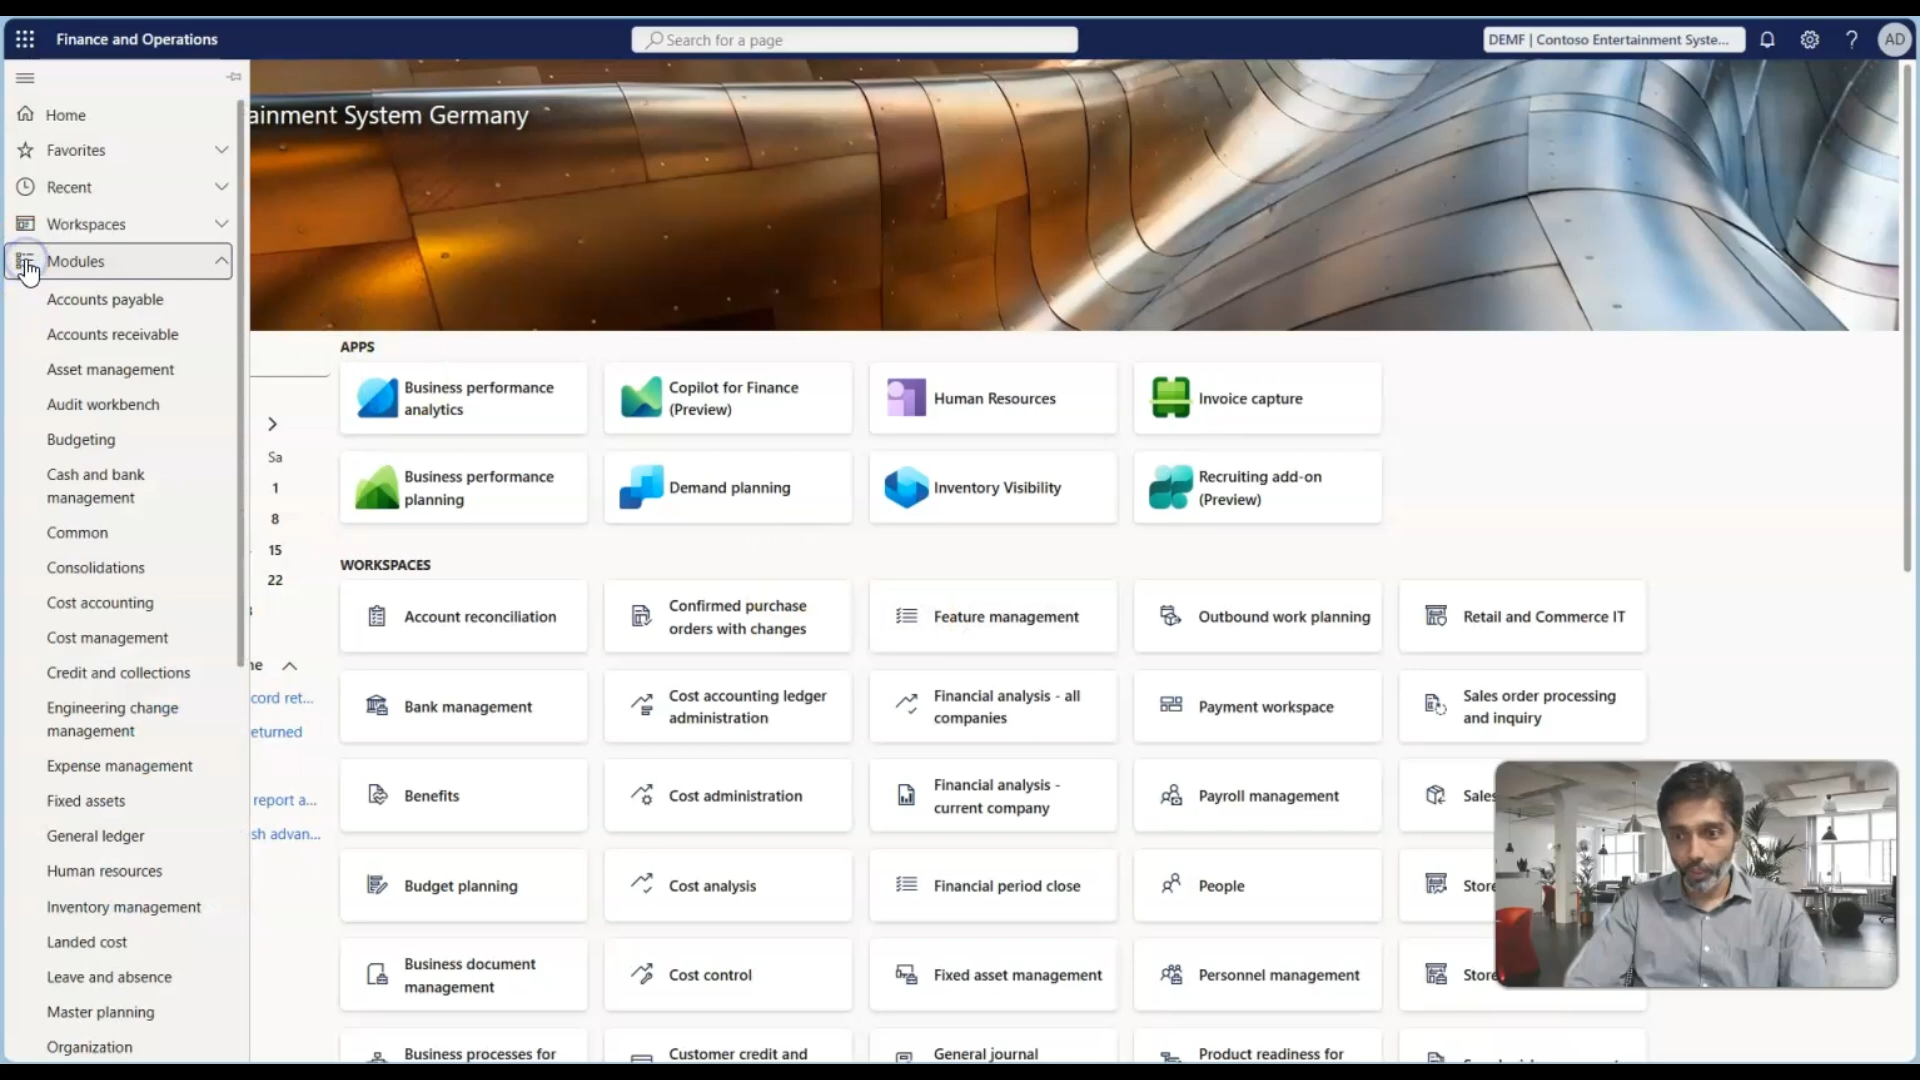 Finance and Operations
Search for a page
DEMF | Contoso Entertainment Syste...
?
AD
Home
Favorites
Recent
Workspaces
Modules
Accounts payable
Accounts receivable
Asset management
Audit workbench
Budgeting
Cash and bank
management
Common
Consolidations
Cost accounting
Cost management
Credit and collections
Engineering change
management
Expense management
Fixed assets
General ledger
Human resources
Inventory management
Landed cost
Leave and absence
Master planning
Organization
ainment System Germany
Sa
1
8
15
22
cord ret...
eturned
report a...
sh advan...
APPS
Business performance
analytics
Copilot for Finance
(Preview)
Human Resources
Invoice capture
Business performance
planning
Demand planning
Inventory Visibility
Recruiting add-on
(Preview)
WORKSPACES
Account reconciliation
Confirmed purchase
orders with changes
Feature management
Outbound work planning
Retail and Commerce IT
Bank management
Cost accounting ledger
administration
Financial analysis - all
companies
Payment workspace
Sales order processing
and inquiry
Benefits
Cost administration
Financial analysis -
current company
Payroll management
Sales
Budget planning
Cost analysis
Financial period close
People
Store
Business document
management
Cost control
Fixed asset management
Personnel management
Store
Business processes for
Customer credit and
General journal
Product readiness for